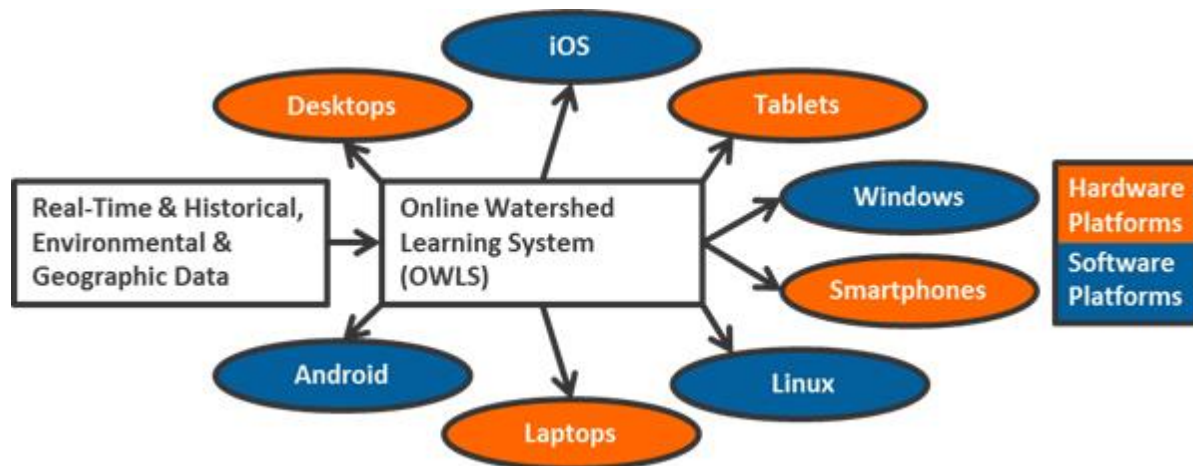 iOS
Desktops
Tablets
Real-Time & Historical,
Environmental &
Geographic Data
Online Watershed
Learning System
(OWLS)
Windows
Smartphones
Hardware
Platforms
Software
Platforms
Android
Linux
Laptops